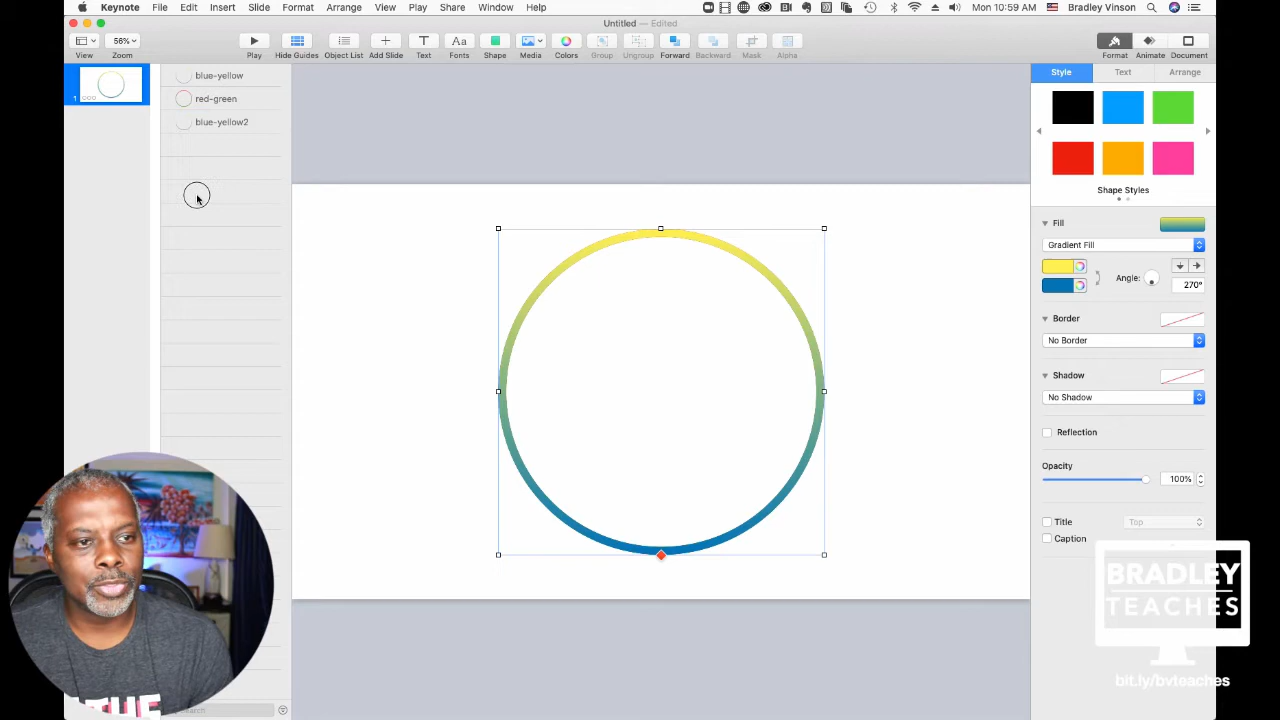 Keynote File Edit Insert Slide Format Arrange View Play Share Window Help Mon 10:59 AM Bradley Vinson
Untitled — Edited
56%
View Zoom Play Hide Guides Object List Add Slide Text Fonts Shape Media Colors Group Ungroup Forward Backward Mask Alpha Format Animate Document
Style Text Arrange
blue-yellow
red-green
blue-yellow2
1
Shape Styles
Fill
Gradient Fill
Angle:
270°
Border
No Border
Shadow
No Shadow
Reflection
Opacity
100%
Title Top
Caption
BRADLEY
TEACHES
bit.ly/bvteaches
Search